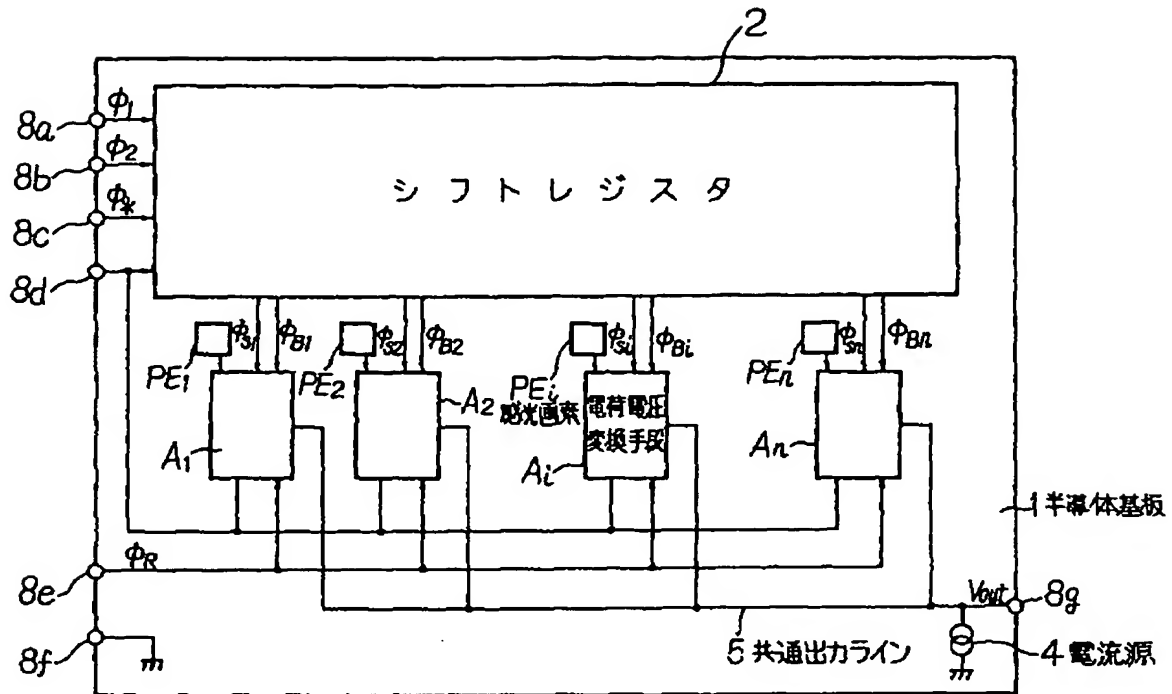 2
8a
ϕ1
8b
ϕ2
8c
ϕ*
8d
シフトレジスタ
ϕS1 ϕB1 ϕS2 ϕB2 ϕSi ϕBi ϕSn ϕBn
PE1 PE2 PEi PEn
感光画素
電荷電圧
変換手段
A1 A2 Ai An
1 半導体基板
8e
ϕR
Vout 8g
8f
5 共通出力ライン
4 電流源